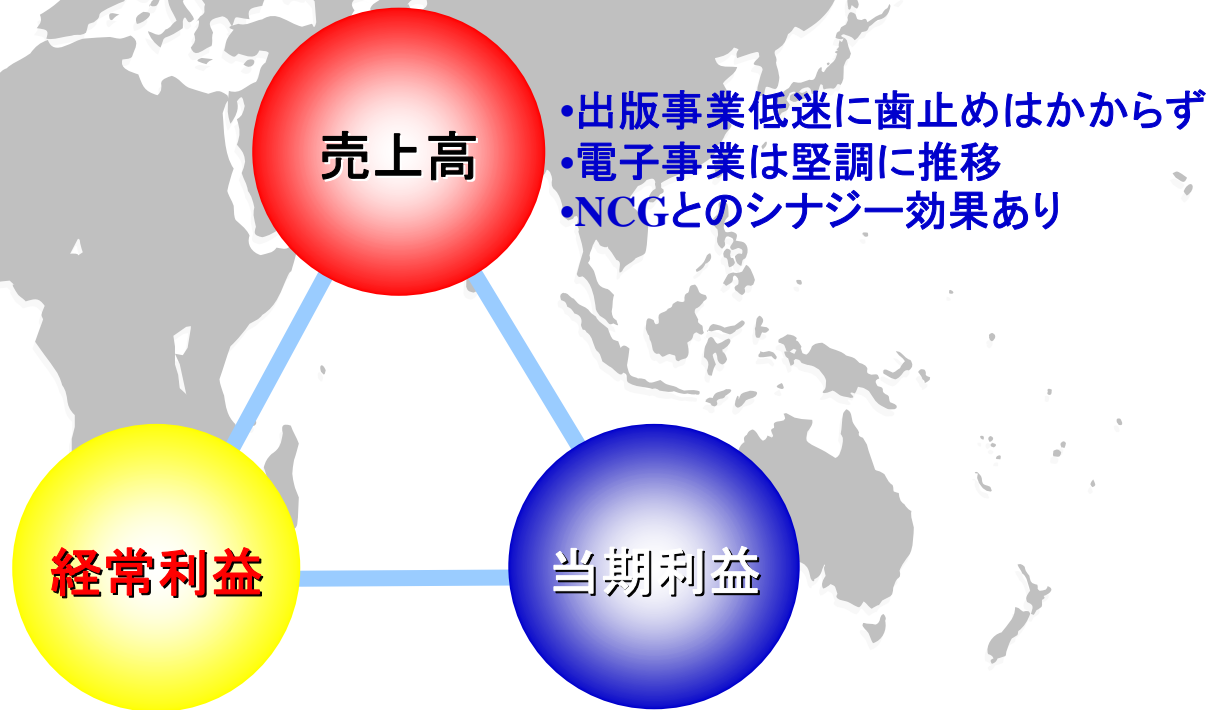 売上高
•出版事業低迷に歯止めはかからず
•電子事業は堅調に推移
•NCGとのシナジー効果あり
経常利益
当期利益